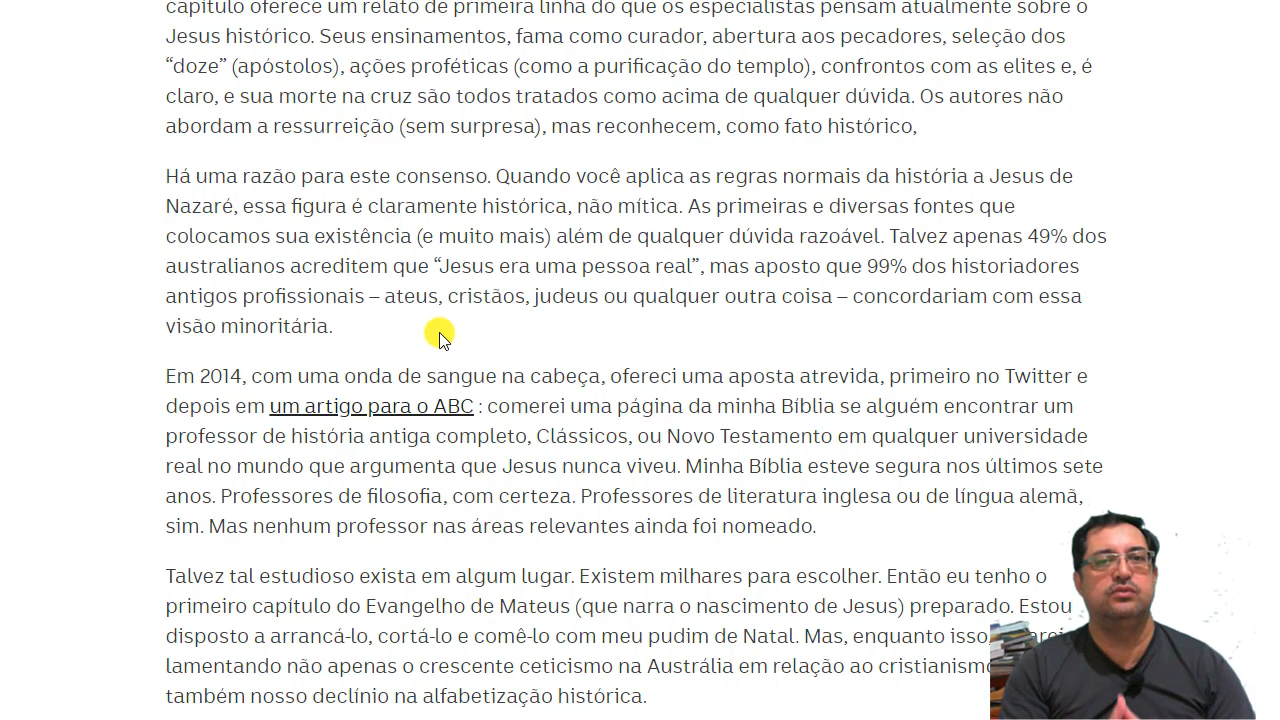 capítulo oferece um relato de primeira linha do que os especialistas pensam atualmente sobre o
Jesus histórico. Seus ensinamentos, fama como curador, abertura aos pecadores, seleção dos
“doze” (apóstolos), ações proféticas (como a purificação do templo), confrontos com as elites e, é
claro, e sua morte na cruz são todos tratados como acima de qualquer dúvida. Os autores não
abordam a ressurreição (sem surpresa), mas reconhecem, como fato histórico,
Há uma razão para este consenso. Quando você aplica as regras normais da história a Jesus de
Nazaré, essa figura é claramente histórica, não mítica. As primeiras e diversas fontes que
colocamos sua existência (e muito mais) além de qualquer dúvida razoável. Talvez apenas 49% dos
australianos acreditem que “Jesus era uma pessoa real”, mas aposto que 99% dos historiadores
antigos profissionais – ateus, cristãos, judeus ou qualquer outra coisa – concordariam com essa
visão minoritária.
Em 2014, com uma onda de sangue na cabeça, ofereci uma aposta atrevida, primeiro no Twitter e
depois em um artigo para o ABC : comerei uma página da minha Bíblia se alguém encontrar um
professor de história antiga completo, Clássicos, ou Novo Testamento em qualquer universidade
real no mundo que argumenta que Jesus nunca viveu. Minha Bíblia esteve segura nos últimos sete
anos. Professores de filosofia, com certeza. Professores de literatura inglesa ou de língua alemã,
sim. Mas nenhum professor nas áreas relevantes ainda foi nomeado.
Talvez tal estudioso exista em algum lugar. Existem milhares para escolher. Então eu tenho o
primeiro capítulo do Evangelho de Mateus (que narra o nascimento de Jesus) preparado. Estou
disposto a arrancá-lo, cortá-lo e comê-lo com meu pudim de Natal. Mas, enquanto isso,
lamentando não apenas o crescente ceticismo na Austrália em relação ao cristianismo
também nosso declínio na alfabetização histórica.